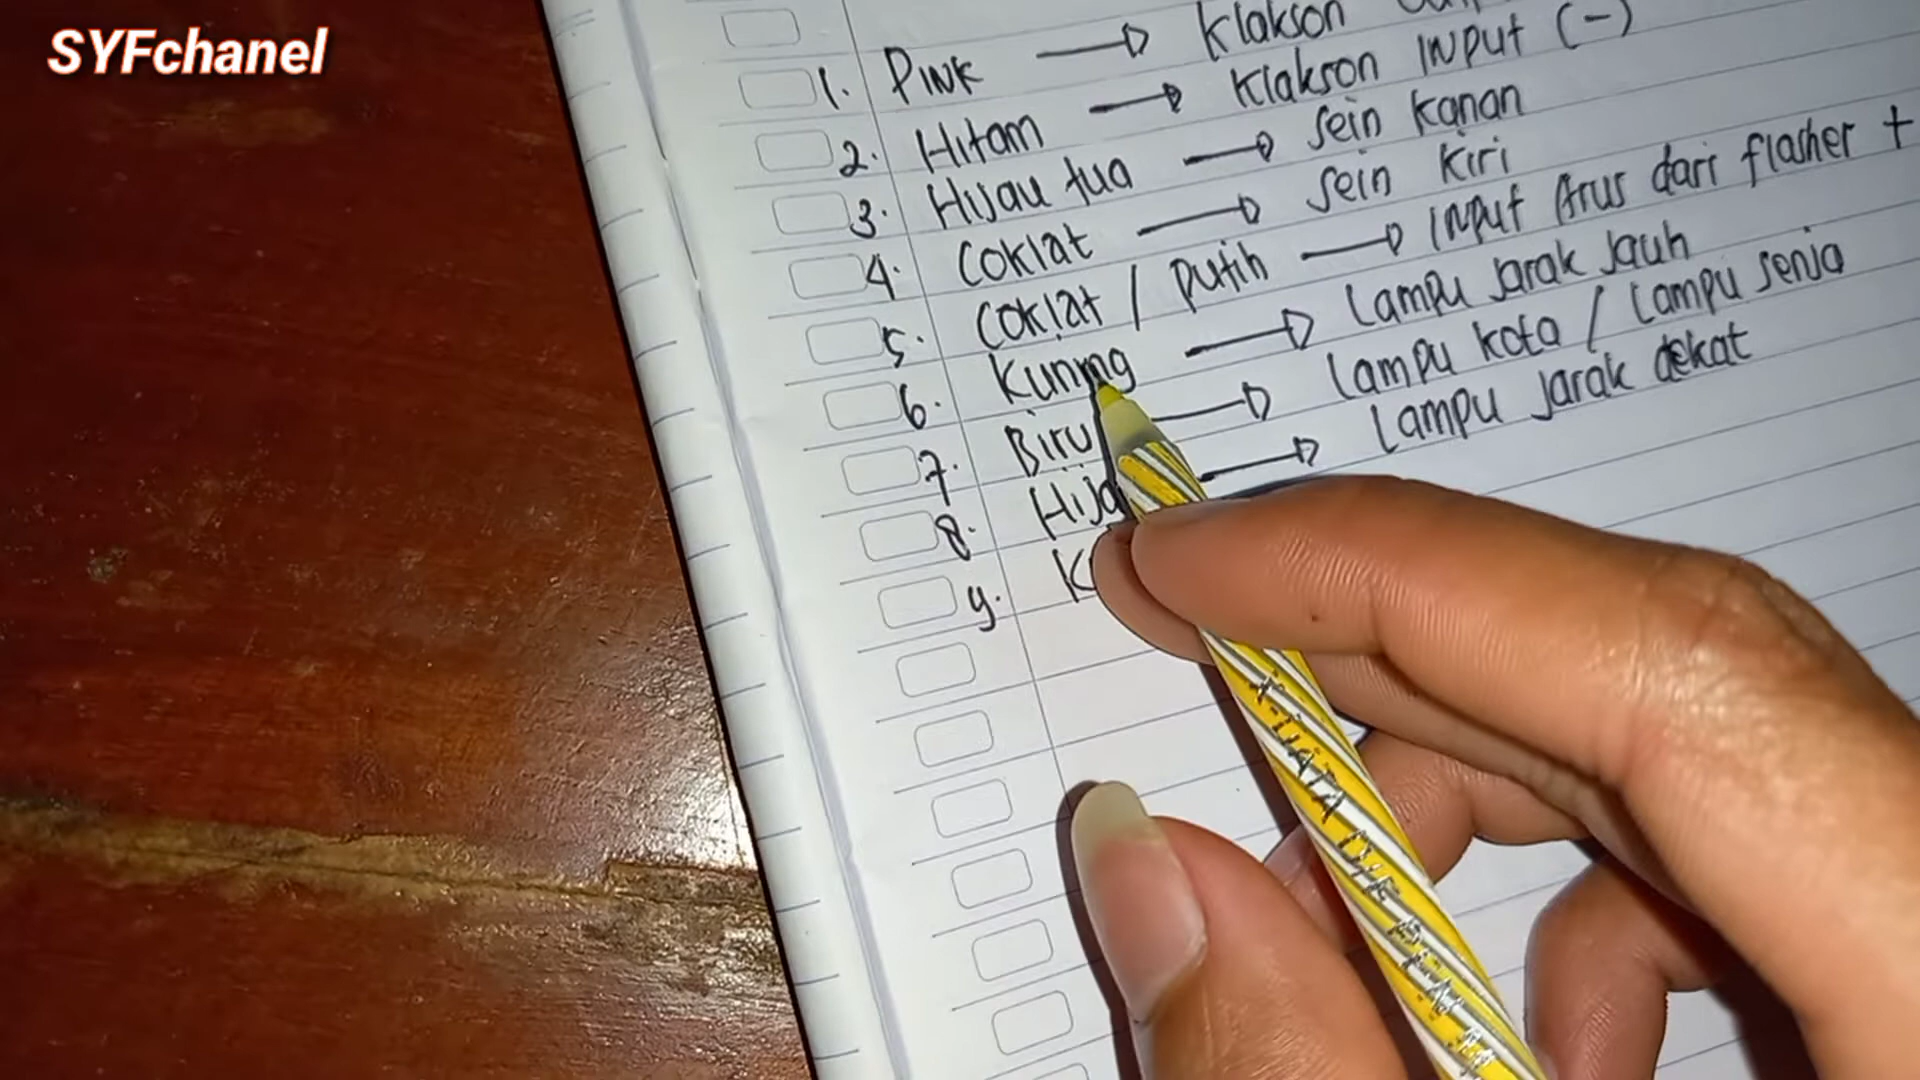 SYFchanel
1. Pink → Klakson
2. Hitam → Klakson INPUT (-)
3. Hijau tua → Sein Kanan
4. Coklat → Sein Kiri
5. Coklat / Putih → INPUT Arus dari flasher +
6. Kuning → Lampu Jarak Jauh
7. Biru → Lampu kota / Lampu senja
8. → Lampu Jarak dekat
9.